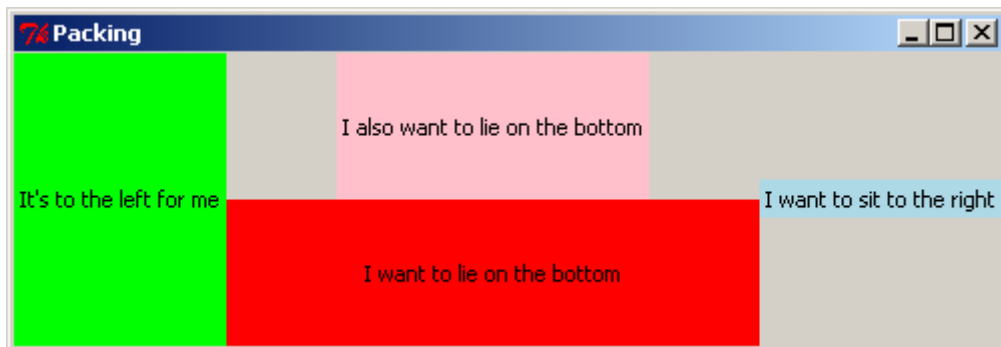 Packing
I also want to lie on the bottom
It's to the left for me
I want to sit to the right
I want to lie on the bottom